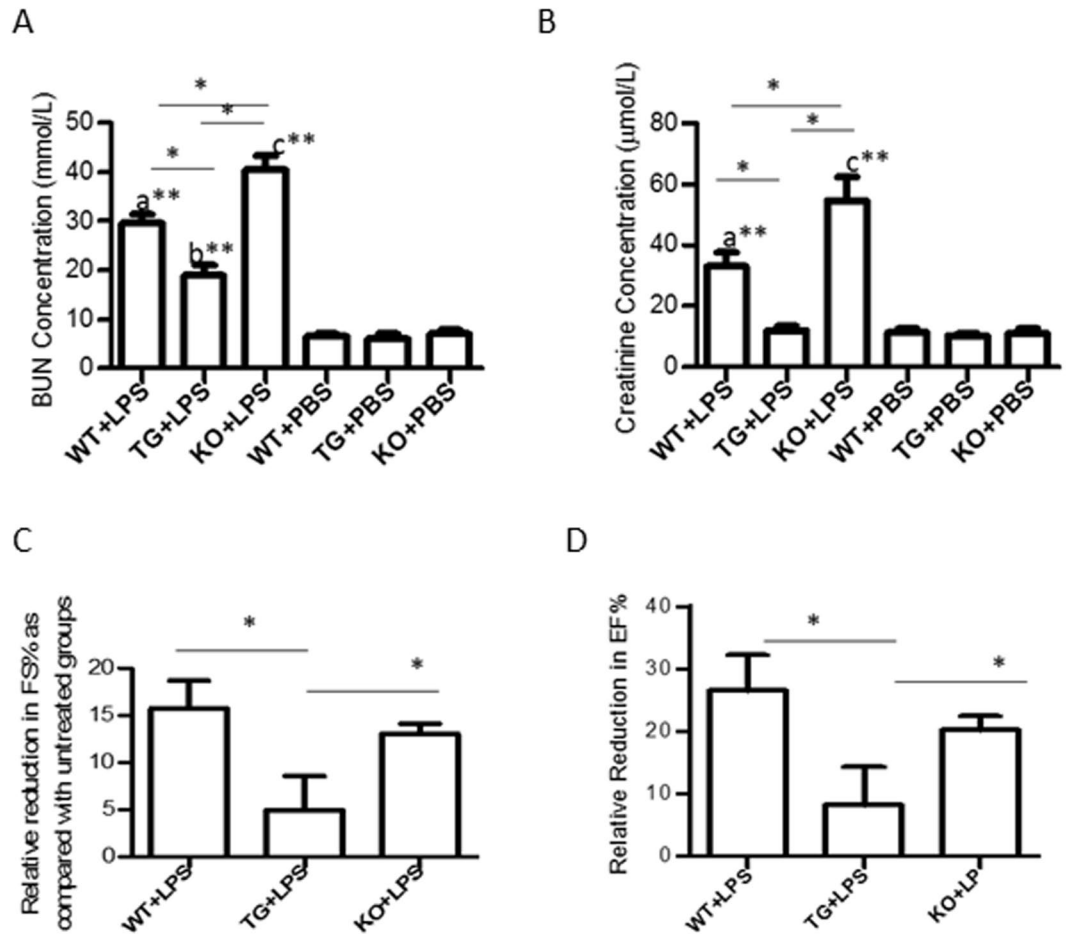 A
BUN Concentration (mmol/L)
50
40
30
20
10
0
*
*
*
a**
b**
c**
WT+LPS
TG+LPS
KO+LPS
WT+PBS
TG+PBS
KO+PBS
B
Creatinine Concentration (μmol/L)
80
60
40
20
0
*
*
*
a**
c**
WT+LPS
TG+LPS
KO+LPS
WT+PBS
TG+PBS
KO+PBS
C
Relative reduction in FS% as
compared with untreated groups
20
15
10
5
0
*
*
WT+LPS
TG+LPS
KO+LPS
D
Relative Reduction in EF%
40
30
20
10
0
*
*
WT+LPS
TG+LPS
KO+LP